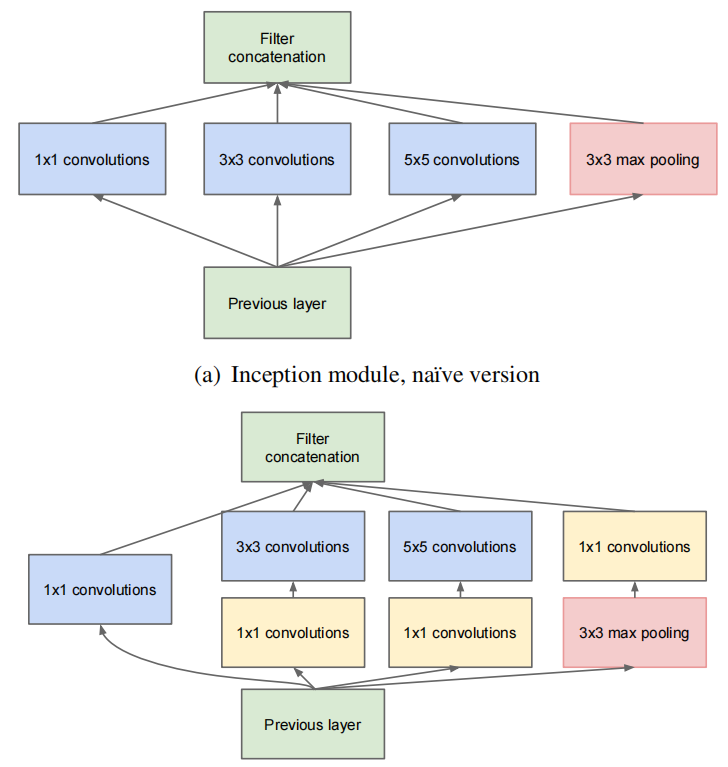 Filter
concatenation
1x1 convolutions
3x3 convolutions
5x5 convolutions
3x3 max pooling
Previous layer
(a) Inception module, naïve version
Filter
concatenation
3x3 convolutions
5x5 convolutions
1x1 convolutions
1x1 convolutions
1x1 convolutions
1x1 convolutions
3x3 max pooling
Previous layer